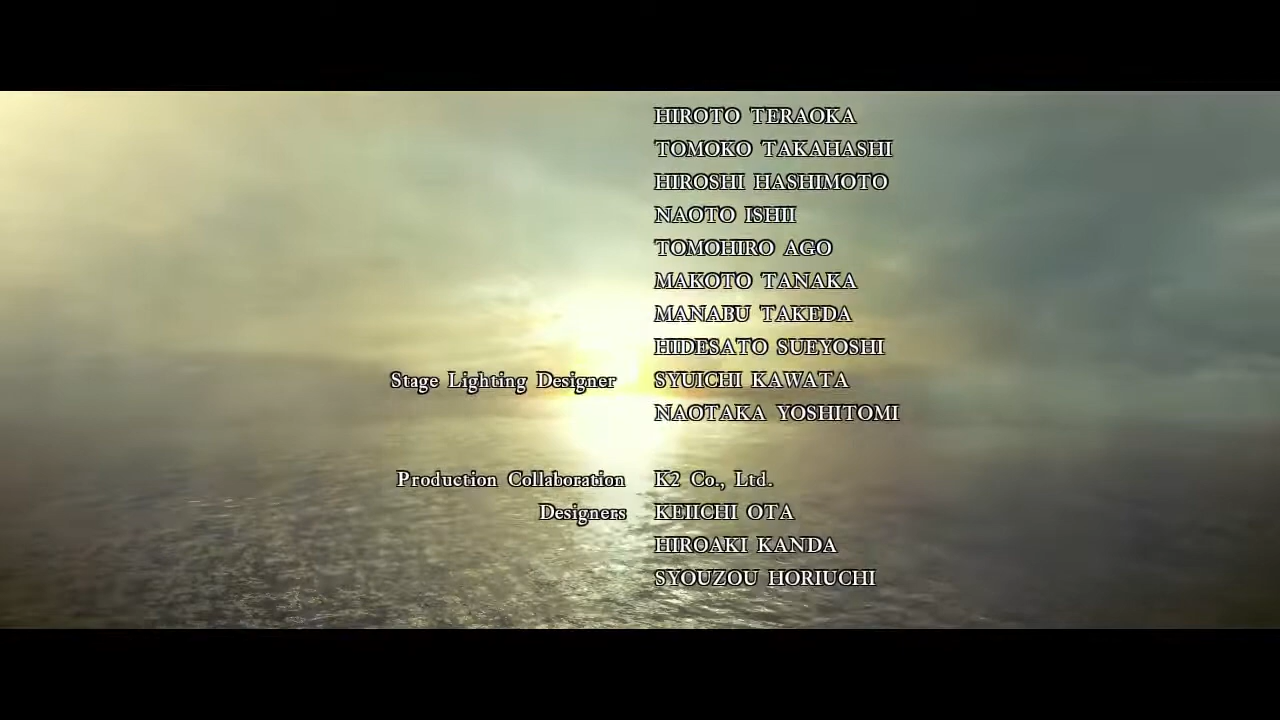 HIROTO TERAOKA
TOMOKO TAKAHASHI
HIROSHI HASHIMOTO
NAOTO ISHII
TOMOHIRO AGO
MAKOTO TANAKA
MANABU TAKEDA
HIDESATO SUEYOSHI
Stage Lighting Designer SYUICHI KAWATA
NAOTAKA YOSHITOMI
Production Collaboration K2 Co., Ltd.
Designers KEIICHI OTA
HIROAKI KANDA
SYOUZOU HORIUCHI